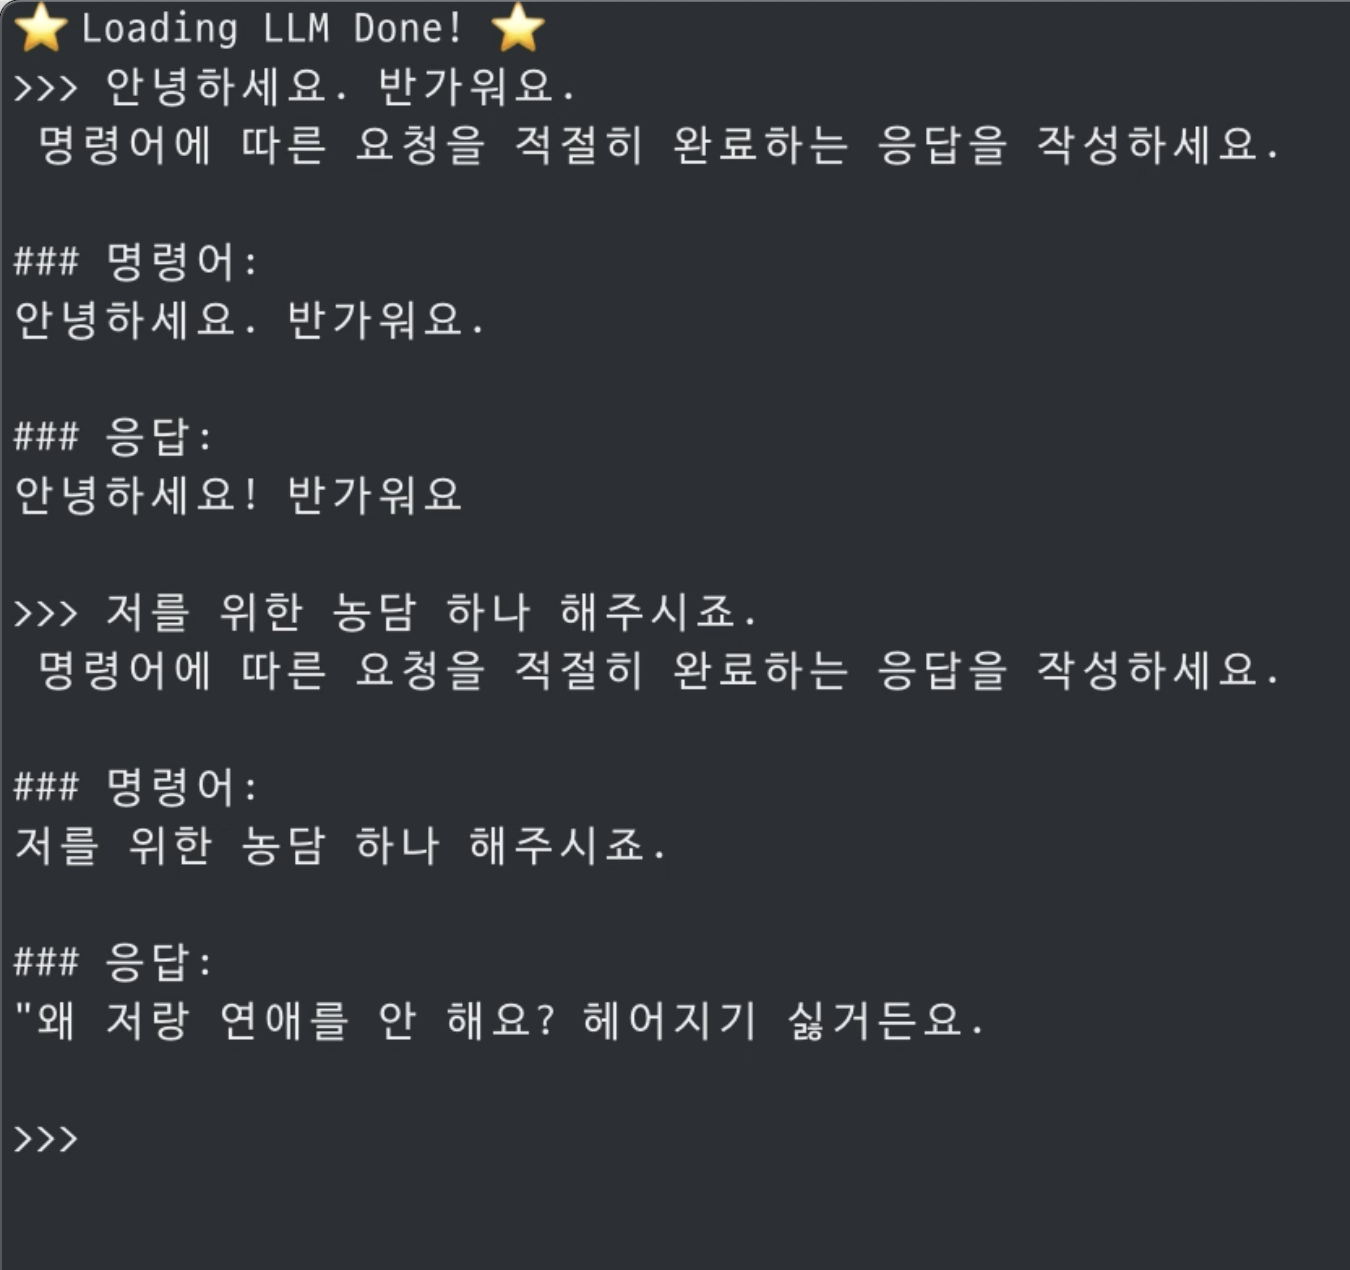 ⭐ Loading LLM Done! ⭐
>>> 안녕하세요. 반가워요.
명령어에 따른 요청을 적절히 완료하는 응답을 작성하세요.
### 명령어:
안녕하세요. 반가워요.
### 응답:
안녕하세요! 반가워요
>>> 저를 위한 농담 하나 해주시죠.
명령어에 따른 요청을 적절히 완료하는 응답을 작성하세요.
### 명령어:
저를 위한 농담 하나 해주시죠.
### 응답:
"왜 저랑 연애를 안 해요? 헤어지기 싫거든요.
>>>